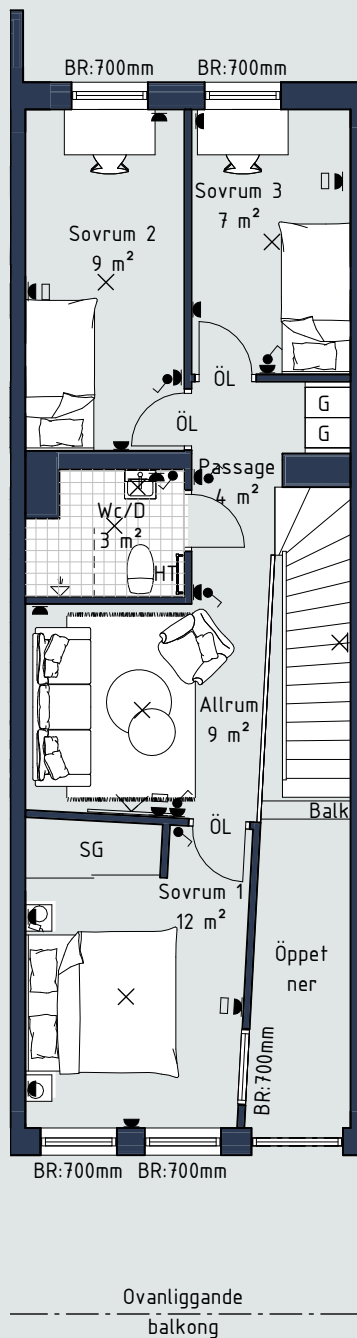 BR:700mm
BR:700mm
Sovrum 3
7 m²
Sovrum 2
9 m²
ÖL
G
ÖL
G
Passage
4 m²
Wc/D
3 m²
HT
Allrum
9 m²
Balk
ÖL
SG
Sovrum 1
12 m²
Öppet
ner
BR:700mm
BR:700mm
BR:700mm
Ovanliggande
balkong